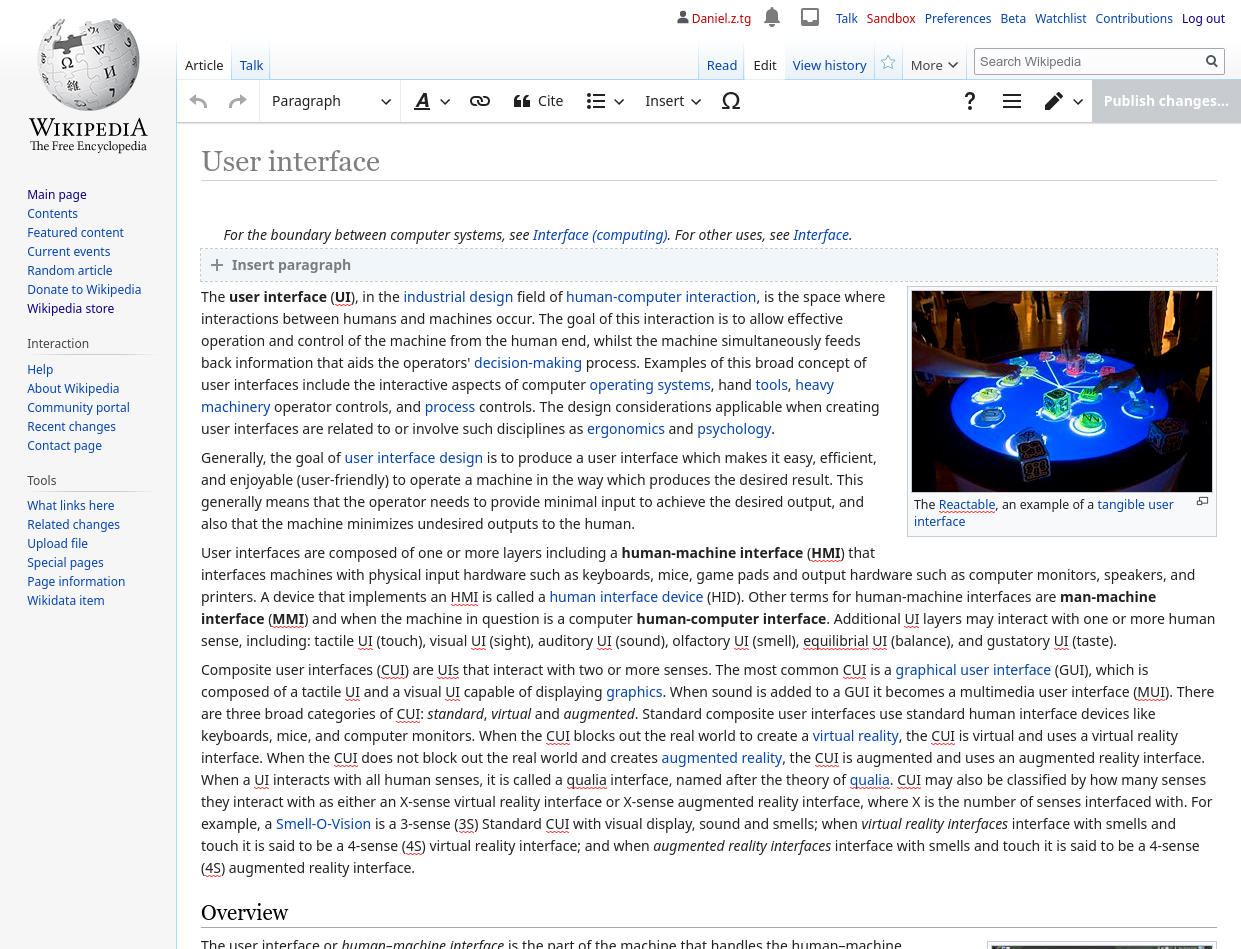 Daniel.z.tg Talk Sandbox Preferences Beta Watchlist Contributions Log out
Article Talk Read Edit View history More Search Wikipedia
WIKIPEDIA
The Free Encyclopedia
Paragraph A Cite Insert Ω ? Publish changes...
Main page
Contents
Featured content
Current events
Random article
Donate to Wikipedia
Wikipedia store
Interaction
Help
About Wikipedia
Community portal
Recent changes
Contact page
Tools
What links here
Related changes
Upload file
Special pages
Page information
Wikidata item
User interface
For the boundary between computer systems, see Interface (computing). For other uses, see Interface.
Insert paragraph
The user interface (UI), in the industrial design field of human-computer interaction, is the space where
interactions between humans and machines occur. The goal of this interaction is to allow effective
operation and control of the machine from the human end, whilst the machine simultaneously feeds
back information that aids the operators' decision-making process. Examples of this broad concept of
user interfaces include the interactive aspects of computer operating systems, hand tools, heavy
machinery operator controls, and process controls. The design considerations applicable when creating
user interfaces are related to or involve such disciplines as ergonomics and psychology.
Generally, the goal of user interface design is to produce a user interface which makes it easy, efficient,
and enjoyable (user-friendly) to operate a machine in the way which produces the desired result. This
generally means that the operator needs to provide minimal input to achieve the desired output, and
also that the machine minimizes undesired outputs to the human.
The Reactable, an example of a tangible user
interface
User interfaces are composed of one or more layers including a human-machine interface (HMI) that
interfaces machines with physical input hardware such as keyboards, mice, game pads and output hardware such as computer monitors, speakers, and
printers. A device that implements an HMI is called a human interface device (HID). Other terms for human-machine interfaces are man-machine
interface (MMI) and when the machine in question is a computer human-computer interface. Additional UI layers may interact with one or more human
sense, including: tactile UI (touch), visual UI (sight), auditory UI (sound), olfactory UI (smell), equilibrial UI (balance), and gustatory UI (taste).
Composite user interfaces (CUI) are UIs that interact with two or more senses. The most common CUI is a graphical user interface (GUI), which is
composed of a tactile UI and a visual UI capable of displaying graphics. When sound is added to a GUI it becomes a multimedia user interface (MUI). There
are three broad categories of CUI: standard, virtual and augmented. Standard composite user interfaces use standard human interface devices like
keyboards, mice, and computer monitors. When the CUI blocks out the real world to create a virtual reality, the CUI is virtual and uses a virtual reality
interface. When the CUI does not block out the real world and creates augmented reality, the CUI is augmented and uses an augmented reality interface.
When a UI interacts with all human senses, it is called a qualia interface, named after the theory of qualia. CUI may also be classified by how many senses
they interact with as either an X-sense virtual reality interface or X-sense augmented reality interface, where X is the number of senses interfaced with. For
example, a Smell-O-Vision is a 3-sense (3S) Standard CUI with visual display, sound and smells; when virtual reality interfaces interface with smells and
touch it is said to be a 4-sense (4S) virtual reality interface; and when augmented reality interfaces interface with smells and touch it is said to be a 4-sense
(4S) augmented reality interface.
Overview
The user interface or human–machine interface is the part of the machine that handles the human–machine